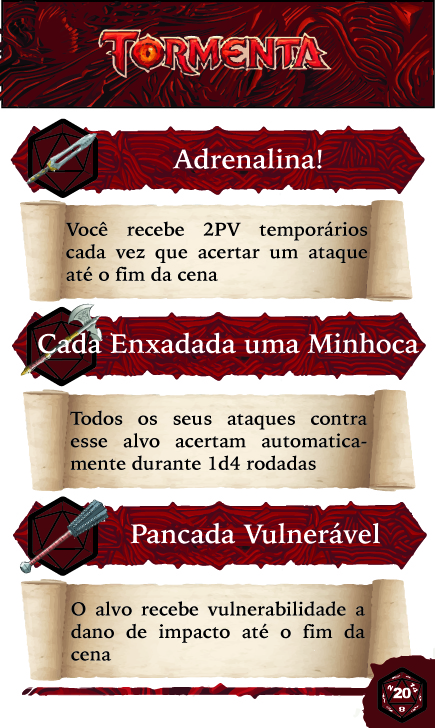 TORMENTA
Adrenalina!
Você recebe 2PV temporários
cada vez que acertar um ataque
até o fim da cena
Cada Enxadada uma Minhoca
Todos os seus ataques contra
esse alvo acertam automatica-
mente durante 1d4 rodadas
Pancada Vulnerável
O alvo recebe vulnerabilidade a
dano de impacto até o fim da
cena
20